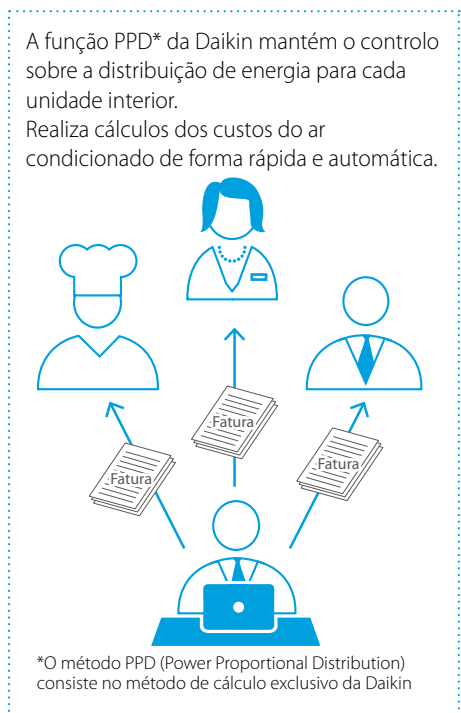 A função PPD* da Daikin mantém o controlo
sobre a distribuição de energia para cada
unidade interior.
Realiza cálculos dos custos do ar
condicionado de forma rápida e automática.
Fatura
Fatura
Fatura
*O método PPD (Power Proportional Distribution)
consiste no método de cálculo exclusivo da Daikin